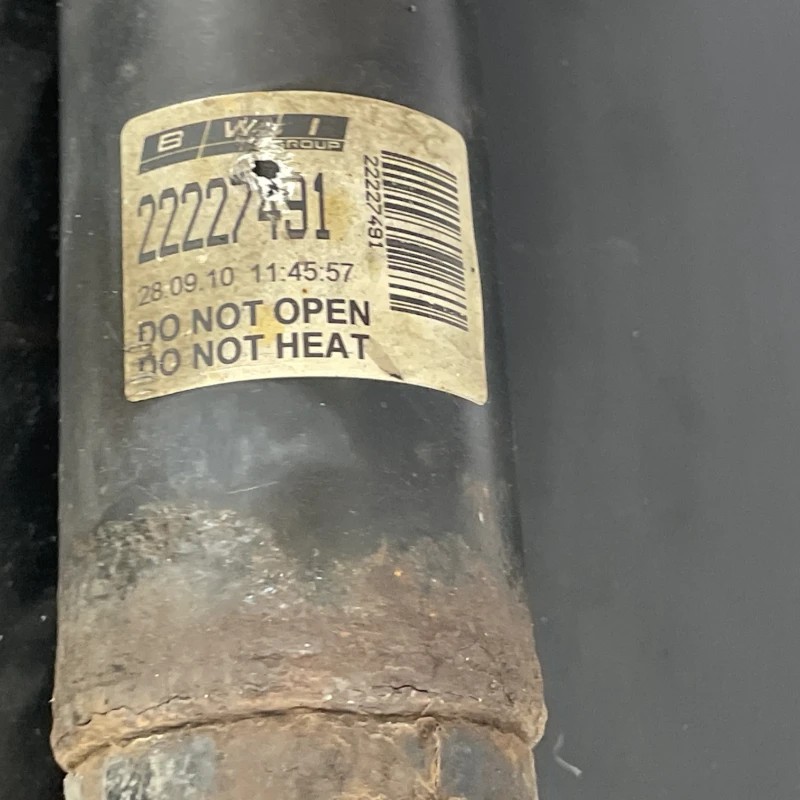 BWI
GROUP
22227491
28.09.10 11:45:57
DO NOT OPEN
DO NOT HEAT
22227491